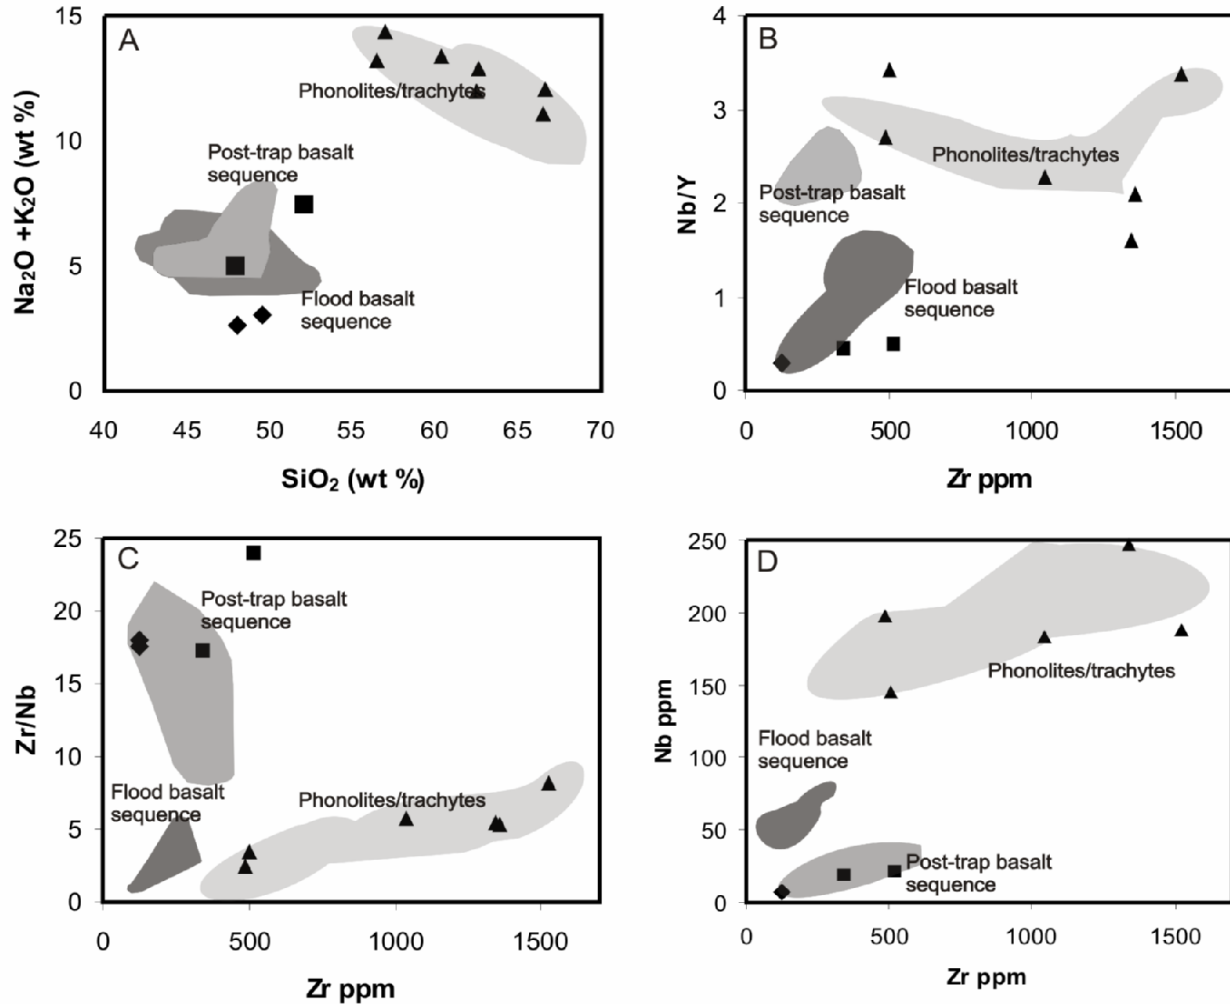 A
15
10
5
0
Na₂O +K₂O (wt %)
Phonolites/trachytes
Post-trap basalt
sequence
Flood basalt
sequence
40 45 50 55 60 65 70
SiO₂ (wt %)
B
4
3
2
1
0
Nb/Y
Phonolites/trachytes
Post-trap basalt
sequence
Flood basalt
sequence
0 500 1000 1500
Zr ppm
C
25
20
15
10
5
0
Zr/Nb
Post-trap basalt
sequence
Flood basalt
sequence
Phonolites/trachytes
0 500 1000 1500
Zr ppm
D
250
200
150
100
50
0
Nb ppm
Phonolites/trachytes
Flood basalt
sequence
Post-trap basalt
sequence
0 500 1000 1500
Zr ppm